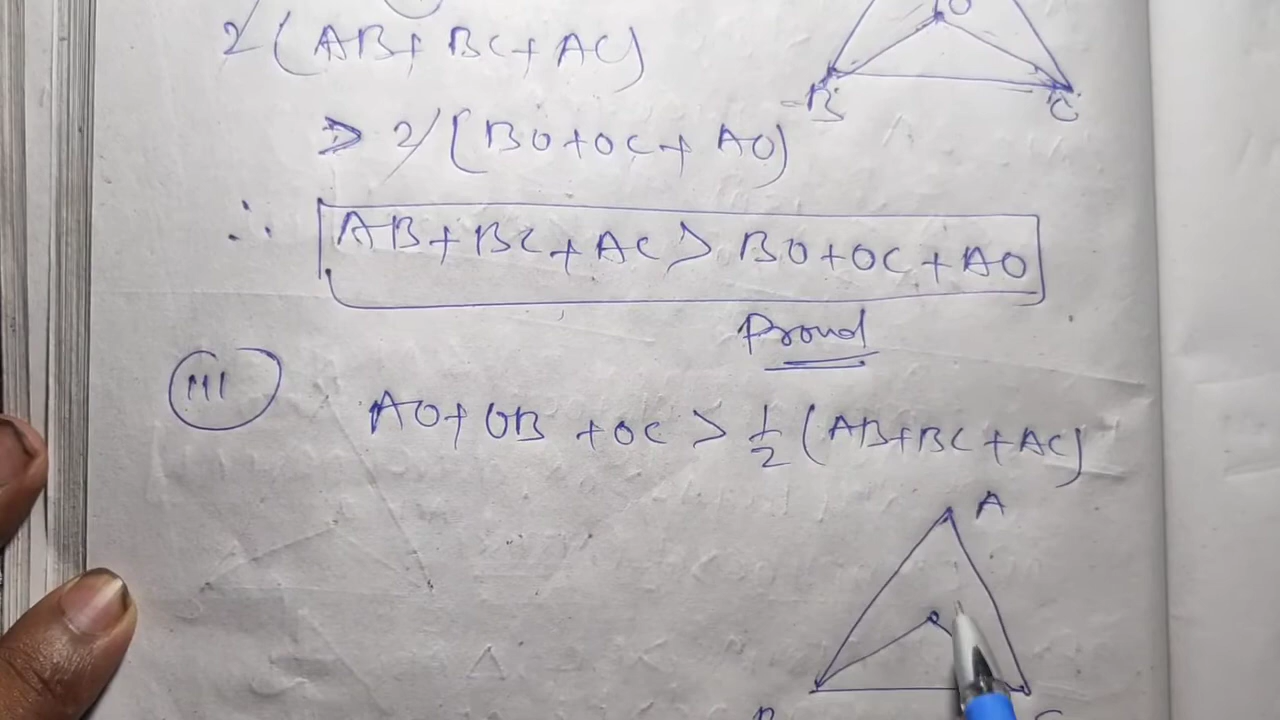 O
2(AB+BC+AC)
B
C
> 2(BO+OC+AO)
∴ AB+BC+AC > BO+OC+AO
Proved
(III) AO+OB+OC > 1/2 (AB+BC+AC)
A
O